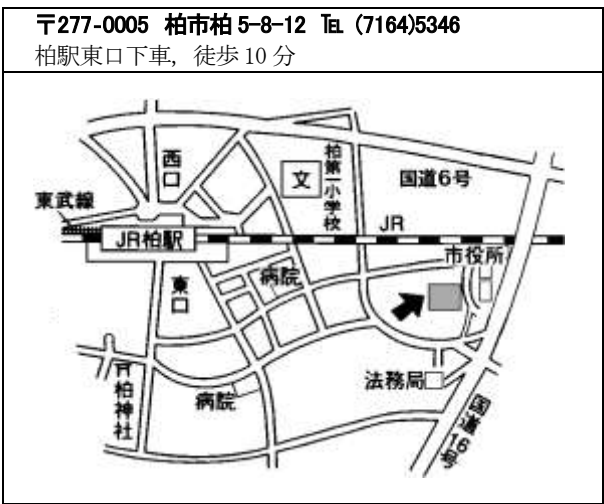 〒277-0005 柏市柏 5-8-12 ℡ (7164)5346
柏駅東口下車，徒歩 10 分
西口
文
柏第一小学校
国道6号
東武線
JR柏駅
JR
市役所
東口
病院
柏神社
病院
法務局
国道16号